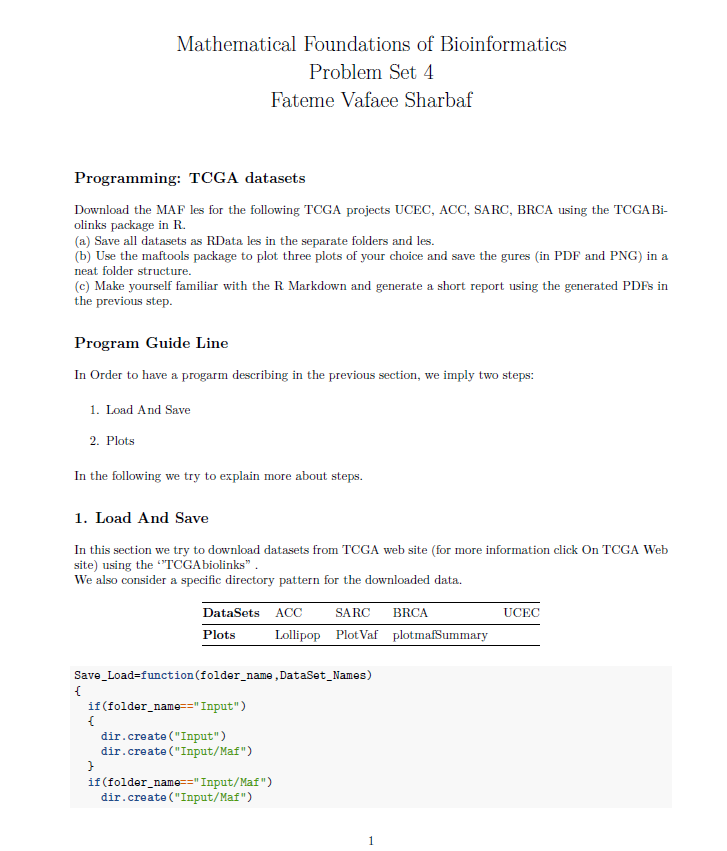 Mathematical Foundations of Bioinformatics
Problem Set 4
Fateme Vafaee Sharbaf
Programming: TCGA datasets
Download the MAF les for the following TCGA projects UCEC, ACC, SARC, BRCA using the TCGABi-
olinks package in R.
(a) Save all datasets as RData les in the separate folders and les.
(b) Use the maftools package to plot three plots of your choice and save the gures (in PDF and PNG) in a
neat folder structure.
(c) Make yourself familiar with the R Markdown and generate a short report using the generated PDFs in
the previous step.
Program Guide Line
In Order to have a progarm describing in the previous section, we imply two steps:
1. Load And Save
2. Plots
In the following we try to explain more about steps.
1. Load And Save
In this section we try to download datasets from TCGA web site (for more information click On TCGA Web
site) using the ‘”TCGAbiolinks” .
We also consider a specific directory pattern for the downloaded data.
DataSets ACC SARC BRCA UCEC
Plots Lollipop PlotVaf plotmafSummary
Save_Load=function(folder_name,DataSet_Names)
{
if(folder_name=="Input")
{
dir.create("Input")
dir.create("Input/Maf")
}
if(folder_name=="Input/Maf")
dir.create("Input/Maf")
1